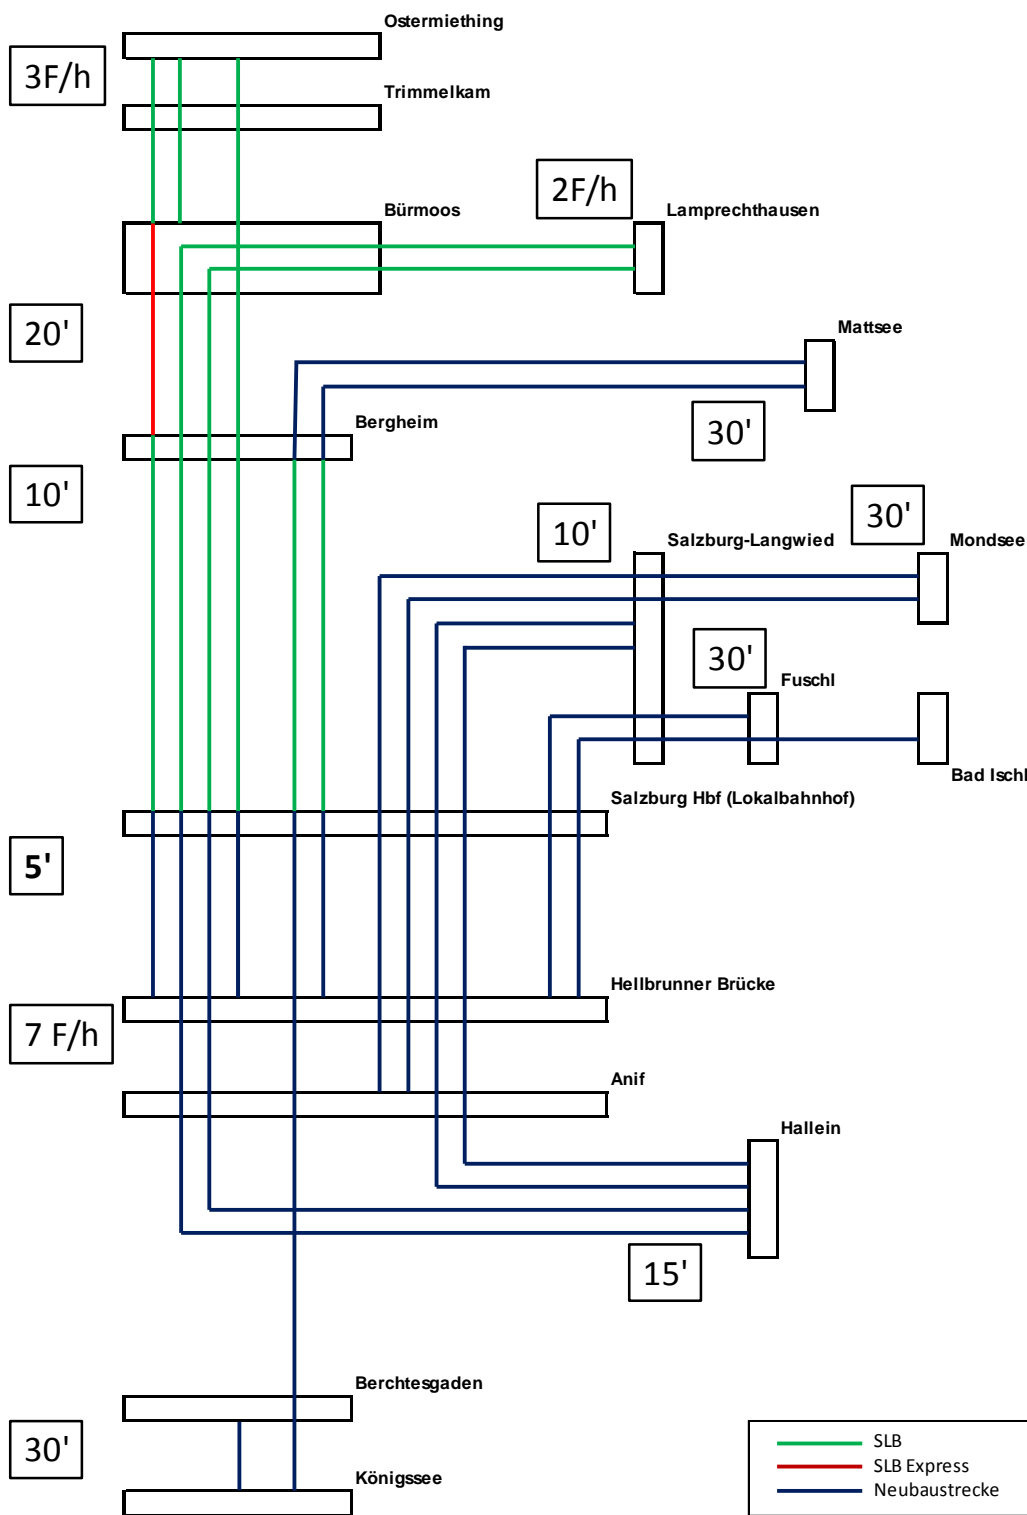 Ostermiething
3F/h
Trimmelkam
2F/h
Bürmoos
Lamprechthausen
20'
Mattsee
30'
Bergheim
10'
30'
10'
Salzburg-Langwied
Mondsee
30'
Fuschl
Bad Ischl
Salzburg Hbf (Lokalbahnhof)
5'
Hellbrunner Brücke
7 F/h
Anif
Hallein
15'
Berchtesgaden
30'
Königssee
SLB
SLB Express
Neubaustrecke